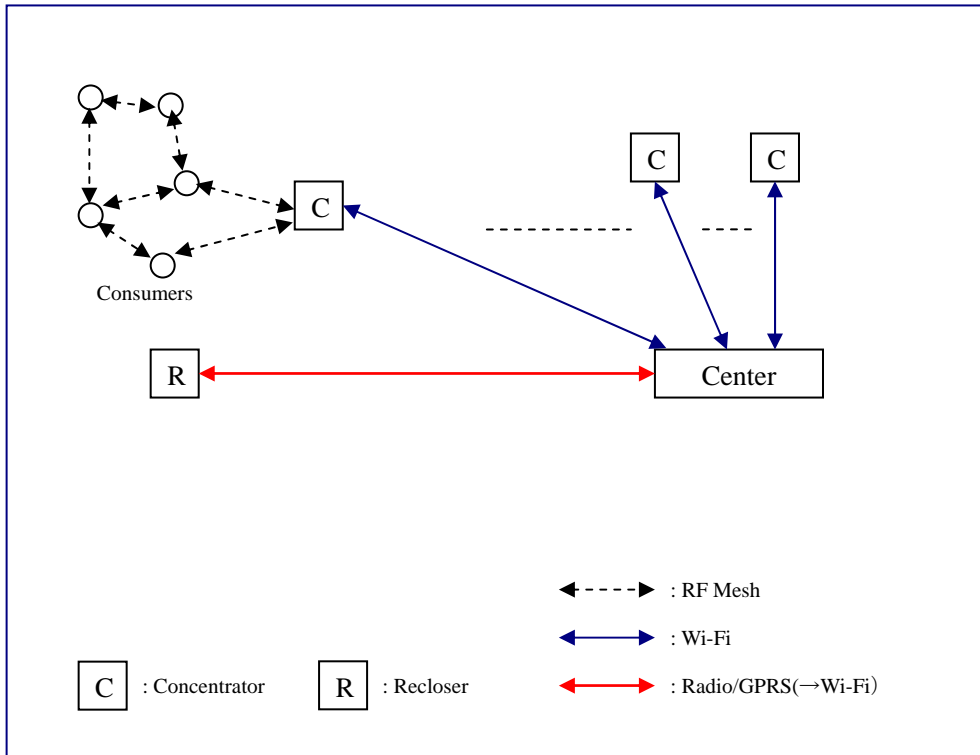 C
C
C
Consumers
R
Center
: RF Mesh
: Wi-Fi
C : Concentrator
R : Recloser
: Radio/GPRS(→Wi-Fi）